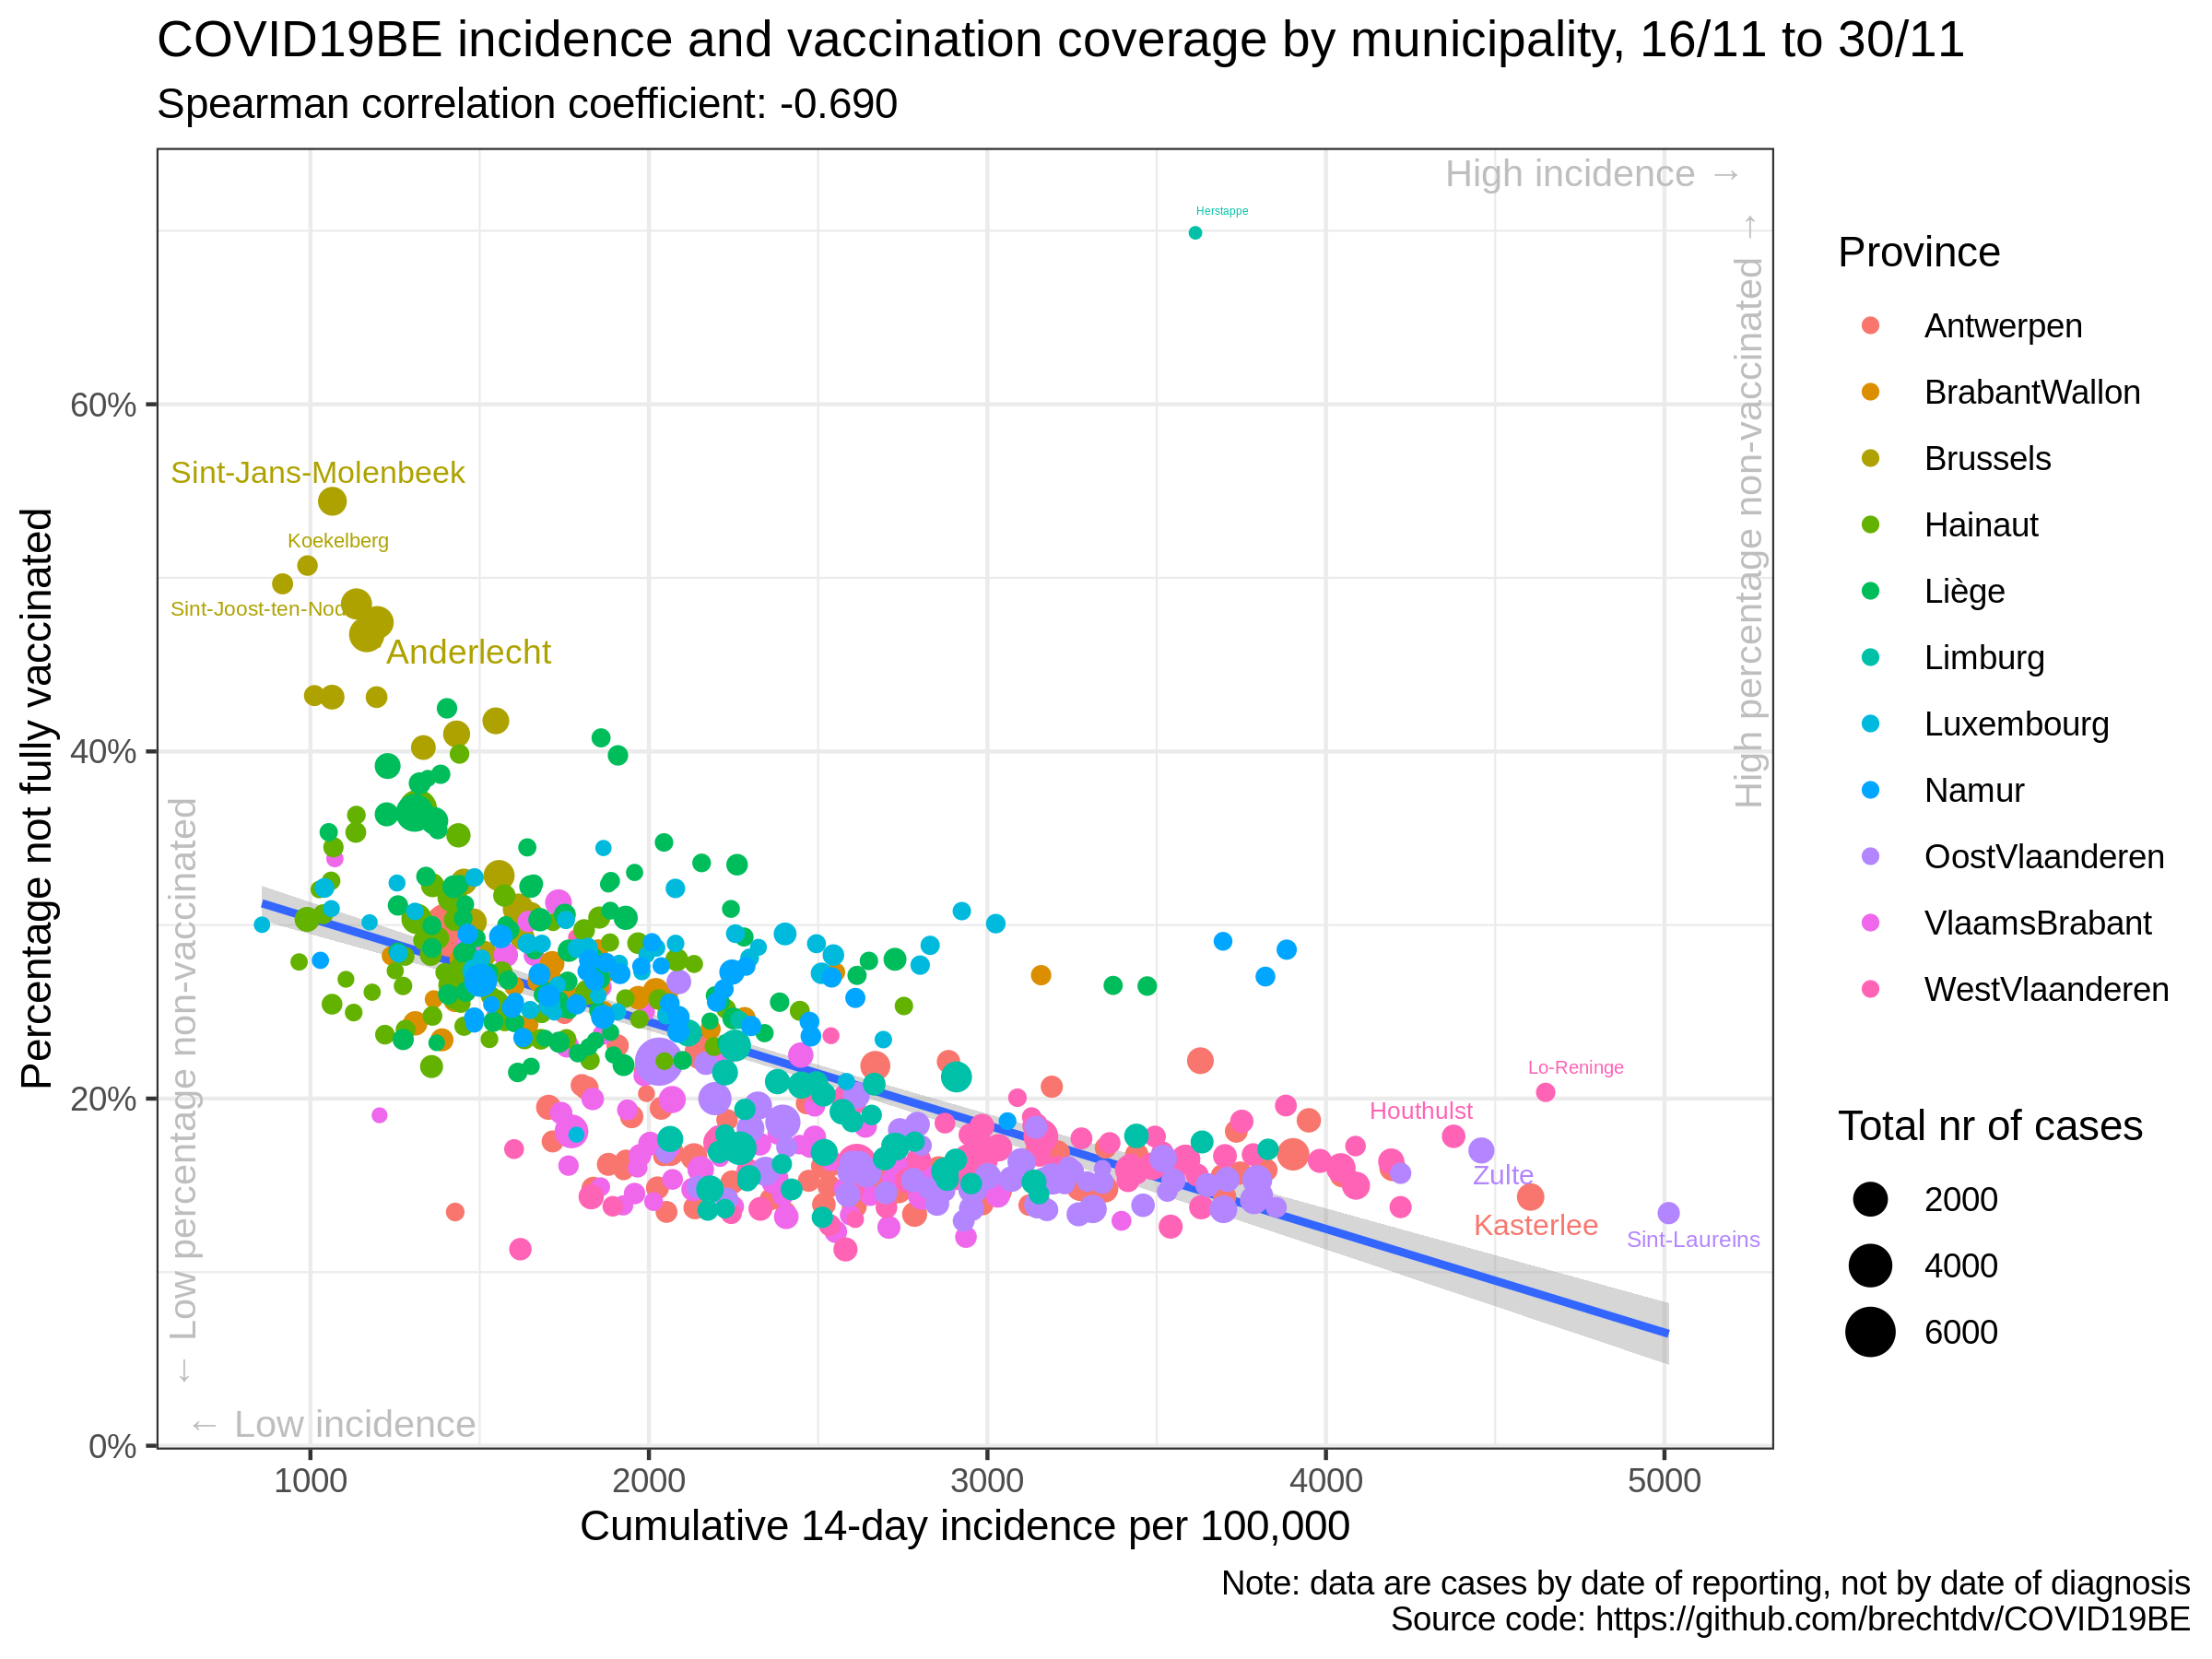 COVID19BE incidence and vaccination coverage by municipality, 16/11 to 30/11
Spearman correlation coefficient: -0.690
High incidence →
High percentage non-vaccinated →
Herstappe
Sint-Jans-Molenbeek
Koekelberg
Sint-Joost-ten-Nod
Anderlecht
Lo-Reninge
Houthulst
Zulte
Kasterlee
Sint-Laureins
← Low percentage non-vaccinated
← Low incidence
Percentage not fully vaccinated
60%
40%
20%
0%
1000
2000
3000
4000
5000
Cumulative 14-day incidence per 100,000
Province
Antwerpen
BrabantWallon
Brussels
Hainaut
Liège
Limburg
Luxembourg
Namur
OostVlaanderen
VlaamsBrabant
WestVlaanderen
Total nr of cases
2000
4000
6000
Note: data are cases by date of reporting, not by date of diagnosis
Source code: https://github.com/brechtdv/COVID19BE